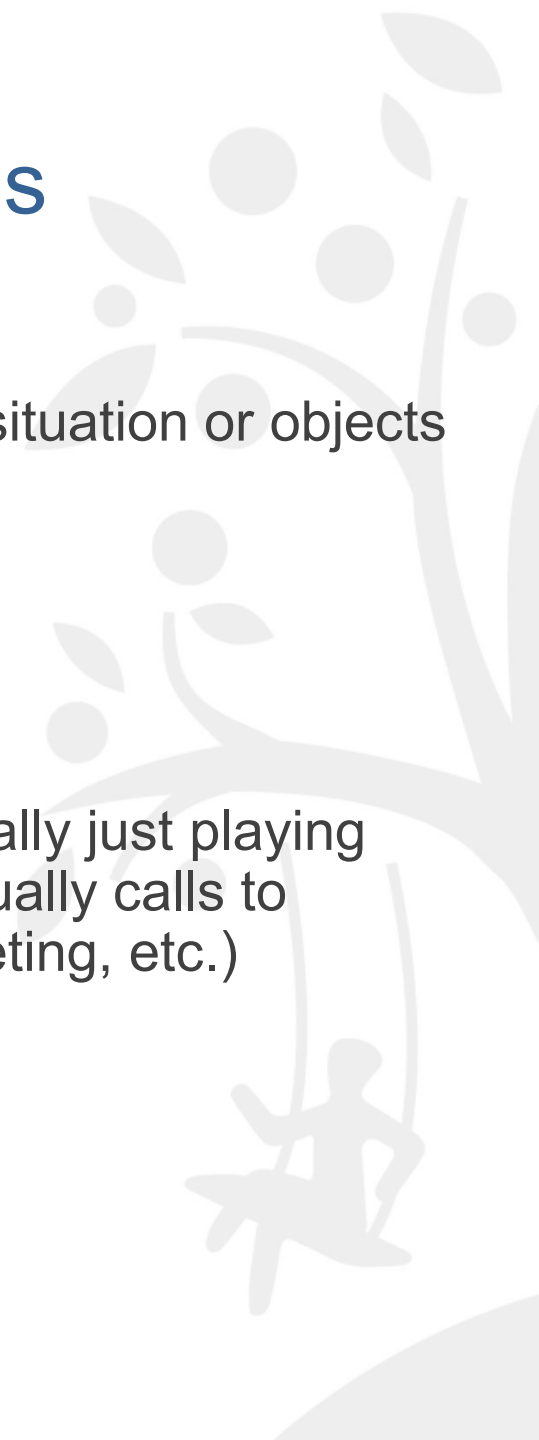 s
situation or objects
ally just playing
ually calls to
eting, etc.)